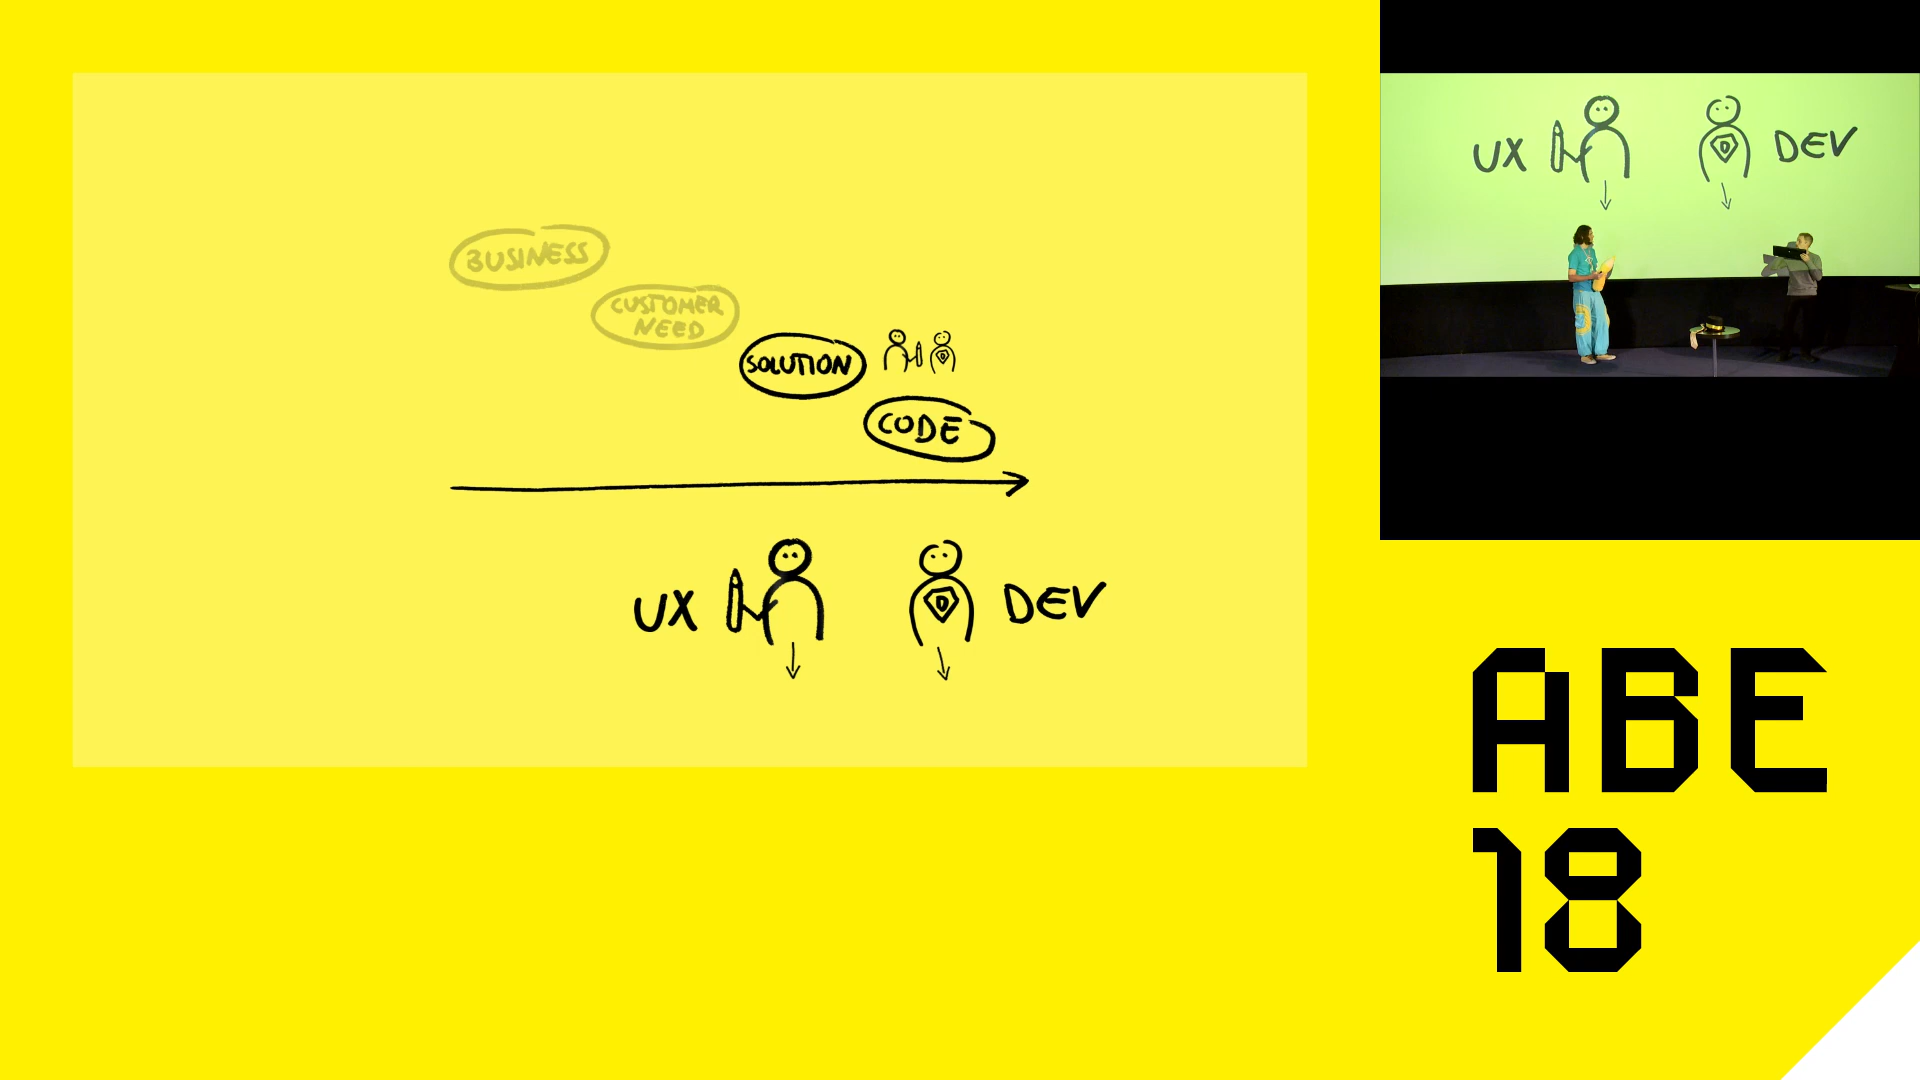 BUSINESS
CUSTOMER
NEED
SOLUTION
D
CODE
UX
D
DEV
UX
D
DEV
ABE
18